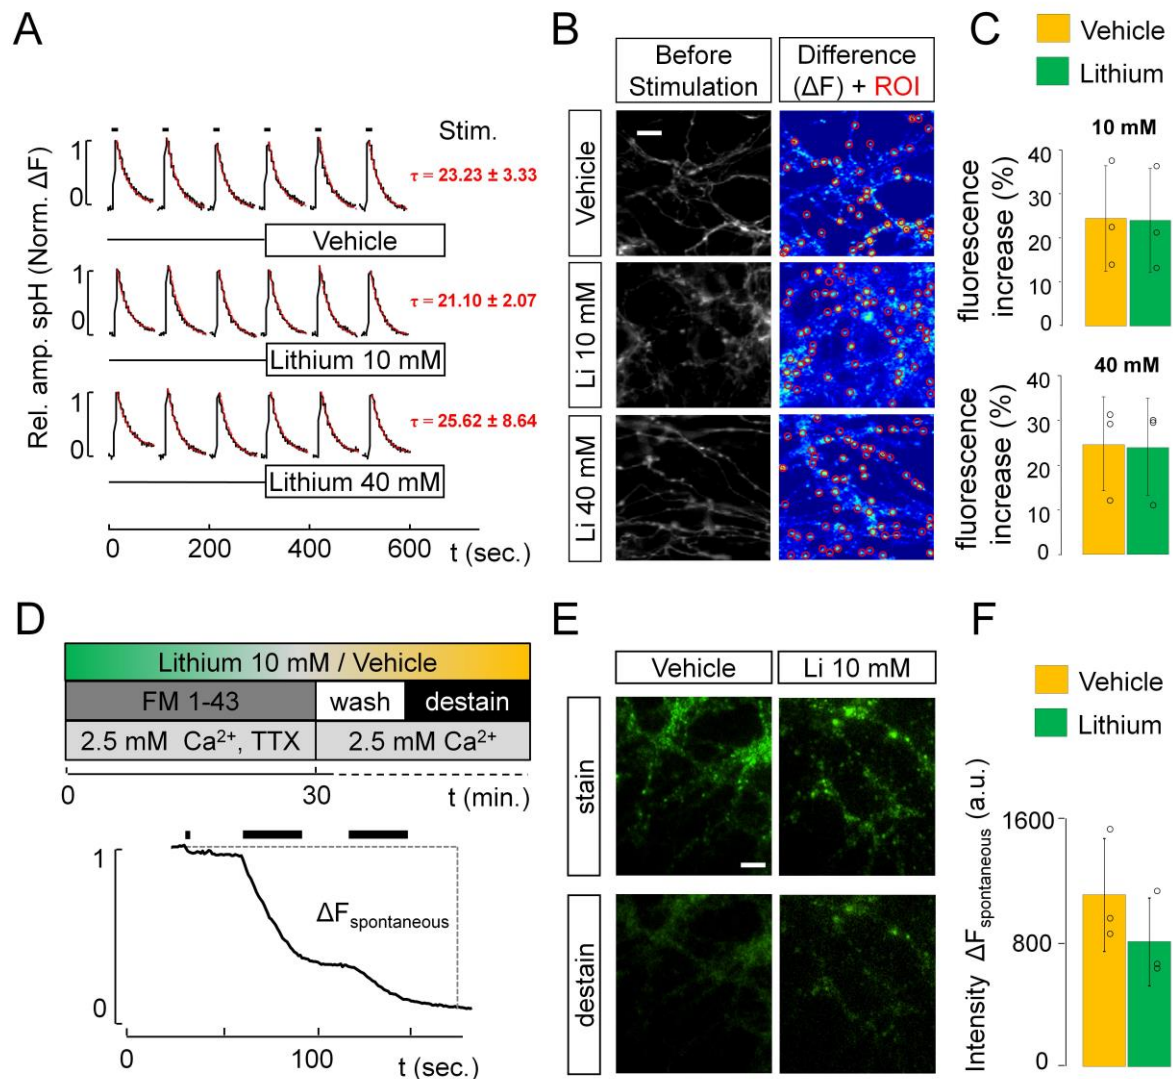 A
Stim.
Rel. amp. spH (Norm. ΔF)
1
0
τ = 23.23 ± 3.33
Vehicle
1
0
τ = 21.10 ± 2.07
Lithium 10 mM
1
0
τ = 25.62 ± 8.64
Lithium 40 mM
0 200 400 600
t (sec.)
B
Before
Stimulation
Difference
(ΔF) + ROI
Vehicle
Li 10 mM
Li 40 mM
C
Vehicle
Lithium
10 mM
fluorescence
increase (%)
40
30
20
10
0
40 mM
fluorescence
increase (%)
40
30
20
10
0
D
Lithium 10 mM / Vehicle
FM 1-43 wash destain
2.5 mM Ca²⁺, TTX 2.5 mM Ca²⁺
0 30 t (min.)
1
0
ΔFspontaneous
0 100
t (sec.)
E
Vehicle Li 10 mM
stain
destain
F
Vehicle
Lithium
Intensity ΔFspontaneous (a.u.)
1600
800
0